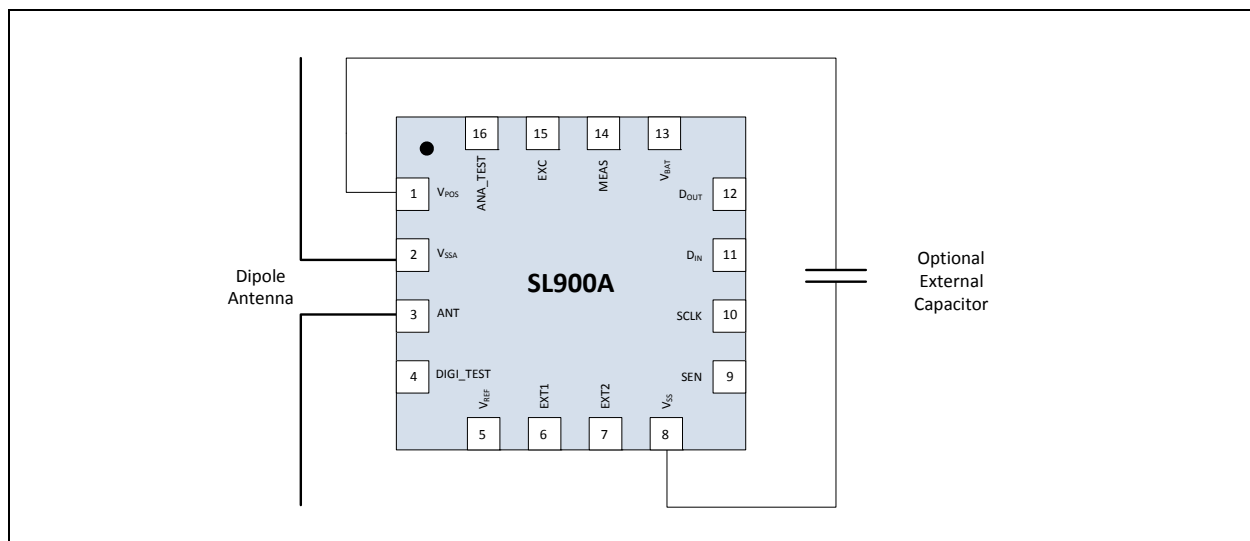 16
15
14
13
ANA_TEST
EXC
MEAS
VBAT
1
VPOS
DOUT
12
2
VSSA
DIN
11
Dipole
Antenna
SL900A
Optional
External
Capacitor
3
ANT
SCLK
10
4
DIGI_TEST
SEN
9
VREF
EXT1
EXT2
VSS
5
6
7
8